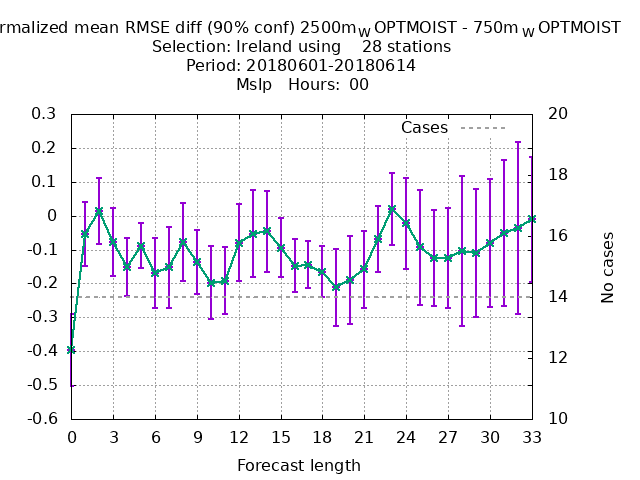 rmalized mean RMSE diff (90% conf) 2500m_W OPTMOIST - 750m_W OPTMOIST
Selection: Ireland using 28 stations
Period: 20180601-20180614
Mslp Hours: 00
Cases
0.3
0.2
0.1
0
-0.1
-0.2
-0.3
-0.4
-0.5
-0.6
20
18
16
14
12
10
No cases
0 3 6 9 12 15 18 21 24 27 30 33
Forecast length